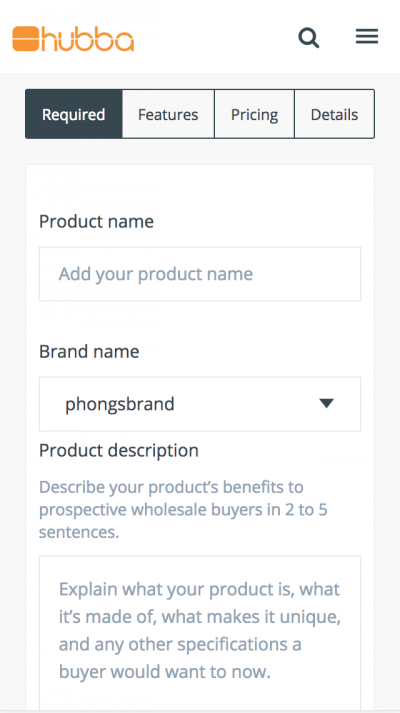 hubba
Required Features Pricing Details
Product name
Add your product name
Brand name
phongsbrand
Product description
Describe your product's benefits to
prospective wholesale buyers in 2 to 5
sentences.
Explain what your product is, what
it's made of, what makes it unique,
and any other specifications a
buyer would want to now.